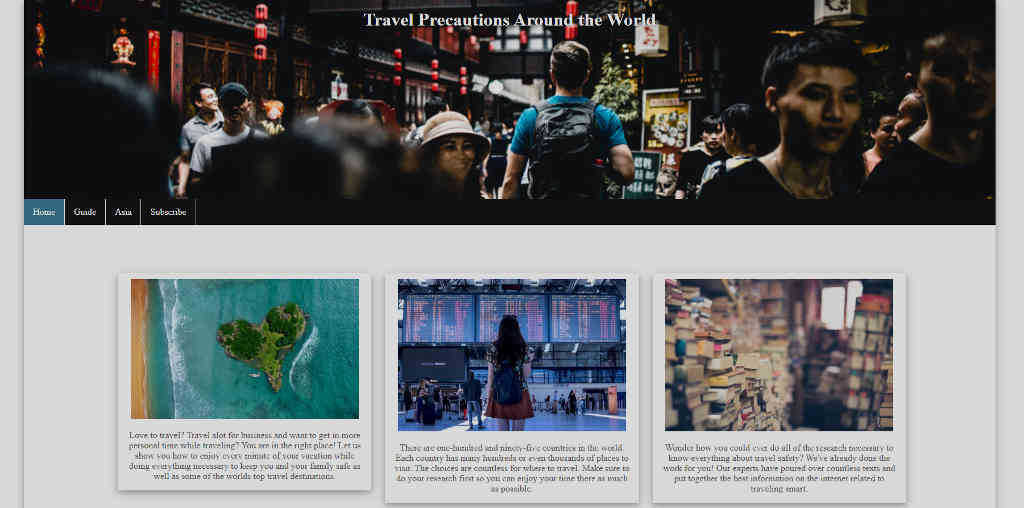 Travel Precautions Around the World
Home
Guide
Asia
Subscribe
Love to travel? Travel alot for business and want to get in more
personal time while traveling? You are in the right place! Let us
show you how to enjoy every minute of your vacation while
doing everything necessary to keep you and your family safe as
well as some of the worlds top travel destinations.
There are one-hundred and ninety-five countries in the world.
Each country has many hundreds or even thousands of places to
visit. The choices are countless for where to travel. Make sure to
do your research first so you can enjoy your time there as much
as possible.
Wonder how you could ever do all of the research necessary to
know everything about travel safety? We've already done the
work for you! Our experts have poured over countless texts and
put together the best information on the internet related to
traveling smart.